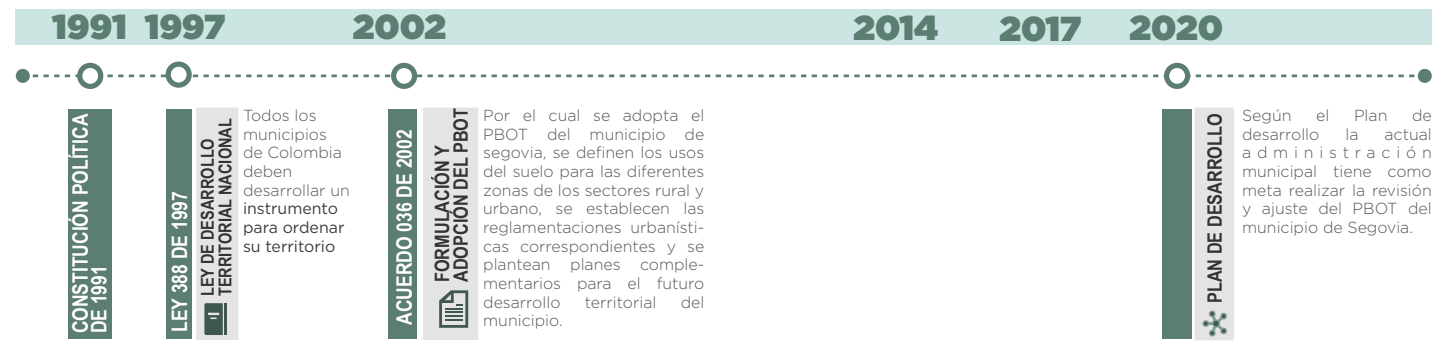 1991 1997 2002 2014 2017 2020
CONSTITUCIÓN POLÍTICA
DE 1991
LEY 388 DE 1997
LEY DE DESARROLLO
TERRITORIAL NACIONAL
Todos los
municipios
de Colombia
deben
desarrollar un
instrumento
para ordenar
su territorio
ACUERDO 036 DE 2002
FORMULACIÓN Y
ADOPCIÓN DEL PBOT
Por el cual se adopta el
PBOT del municipio de
segovia, se definen los usos
del suelo para las diferentes
zonas de los sectores rural y
urbano, se establecen las
reglamentaciones urbanísti-
cas correspondientes y se
plantean planes comple-
mentarios para el futuro
desarrollo territorial del
municipio.
PLAN DE DESARROLLO
Según el Plan de
desarrollo la actual
administración
municipal tiene como
meta realizar la revisión
y ajuste del PBOT del
municipio de Segovia.